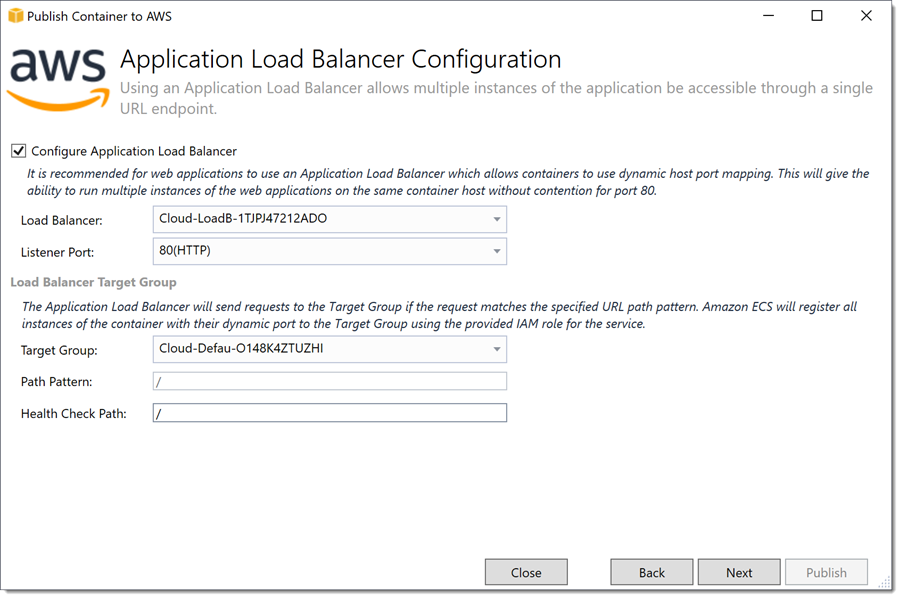 Publish Container to AWS
aws
Application Load Balancer Configuration
Using an Application Load Balancer allows multiple instances of the application be accessible through a single
URL endpoint.
Configure Application Load Balancer
It is recommended for web applications to use an Application Load Balancer which allows containers to use dynamic host port mapping. This will give the
ability to run multiple instances of the web applications on the same container host without contention for port 80.
Load Balancer: Cloud-LoadB-1TJPJ47212ADO
Listener Port: 80(HTTP)
Load Balancer Target Group
The Application Load Balancer will send requests to the Target Group if the request matches the specified URL path pattern. Amazon ECS will register all
instances of the container with their dynamic port to the Target Group using the provided IAM role for the service.
Target Group: Cloud-Defau-O148K4ZTUZHI
Path Pattern: /
Health Check Path: /
Close Back Next Publish